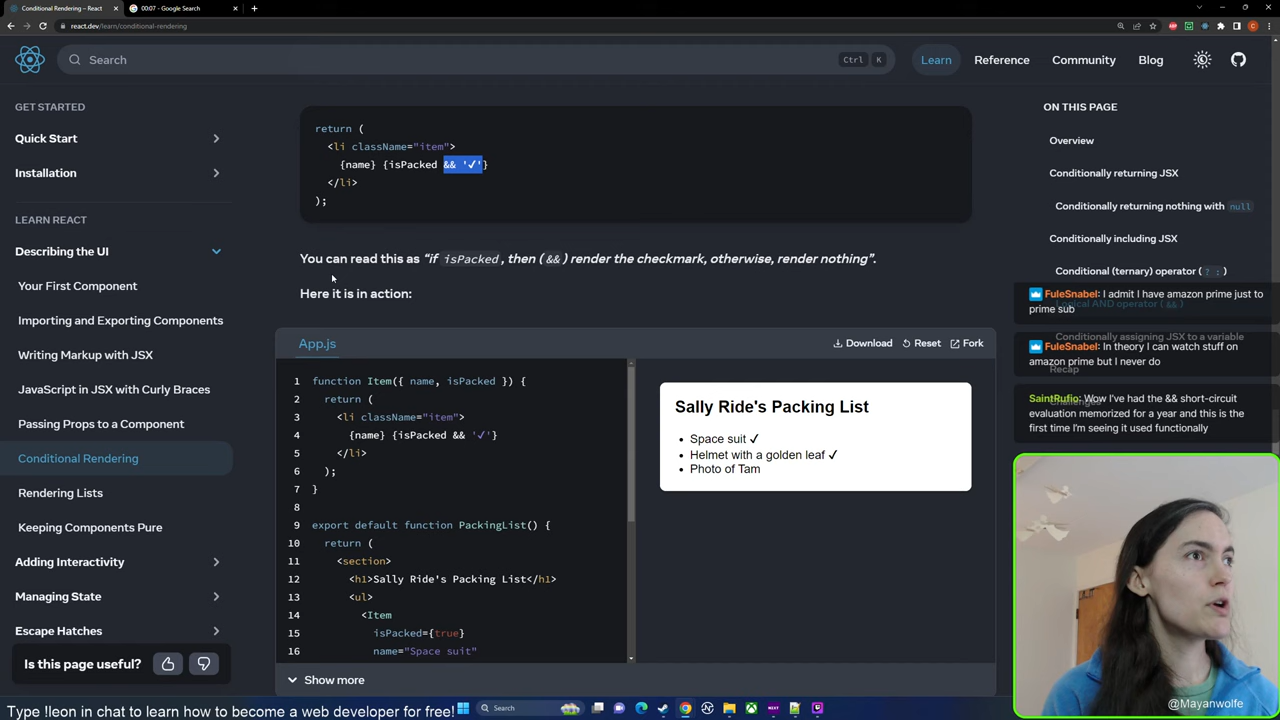 Conditional Rendering – React
00:07 - Google Search
react.dev/learn/conditional-rendering
Search
Ctrl K
Learn
Reference
Community
Blog
GET STARTED
Quick Start
Installation
LEARN REACT
Describing the UI
Your First Component
Importing and Exporting Components
Writing Markup with JSX
JavaScript in JSX with Curly Braces
Passing Props to a Component
Conditional Rendering
Rendering Lists
Keeping Components Pure
Adding Interactivity
Managing State
Escape Hatches
Is this page useful?
return (
<li className="item">
{name} {isPacked && '✓'}
</li>
);
You can read this as “if isPacked, then (&&) render the checkmark, otherwise, render nothing”.
Here it is in action:
App.js
Download
Reset
Fork
1 function Item({ name, isPacked }) {
2 return (
3 <li className="item">
4 {name} {isPacked && '✓'}
5 </li>
6 );
7 }
8
9 export default function PackingList() {
10 return (
11 <section>
12 <h1>Sally Ride's Packing List</h1>
13 <ul>
14 <Item
15 isPacked={true}
16 name="Space suit"
Show more
Sally Ride's Packing List
• Space suit ✓
• Helmet with a golden leaf ✓
• Photo of Tam
ON THIS PAGE
Overview
Conditionally returning JSX
Conditionally returning nothing with null
Conditionally including JSX
Conditional (ternary) operator (? :)
Logical AND operator (&&)
Conditionally assigning JSX to a variable
Recap
Challenges
FuleSnabel: I admit I have amazon prime just to
prime sub
FuleSnabel: In theory I can watch stuff on
amazon prime but I never do
SaintRufio: Wow I've had the && short-circuit
evaluation memorized for a year and this is the
first time I'm seeing it used functionally
@Mayanwolfe
Type !leon in chat to learn how to become a web developer for free!
Search